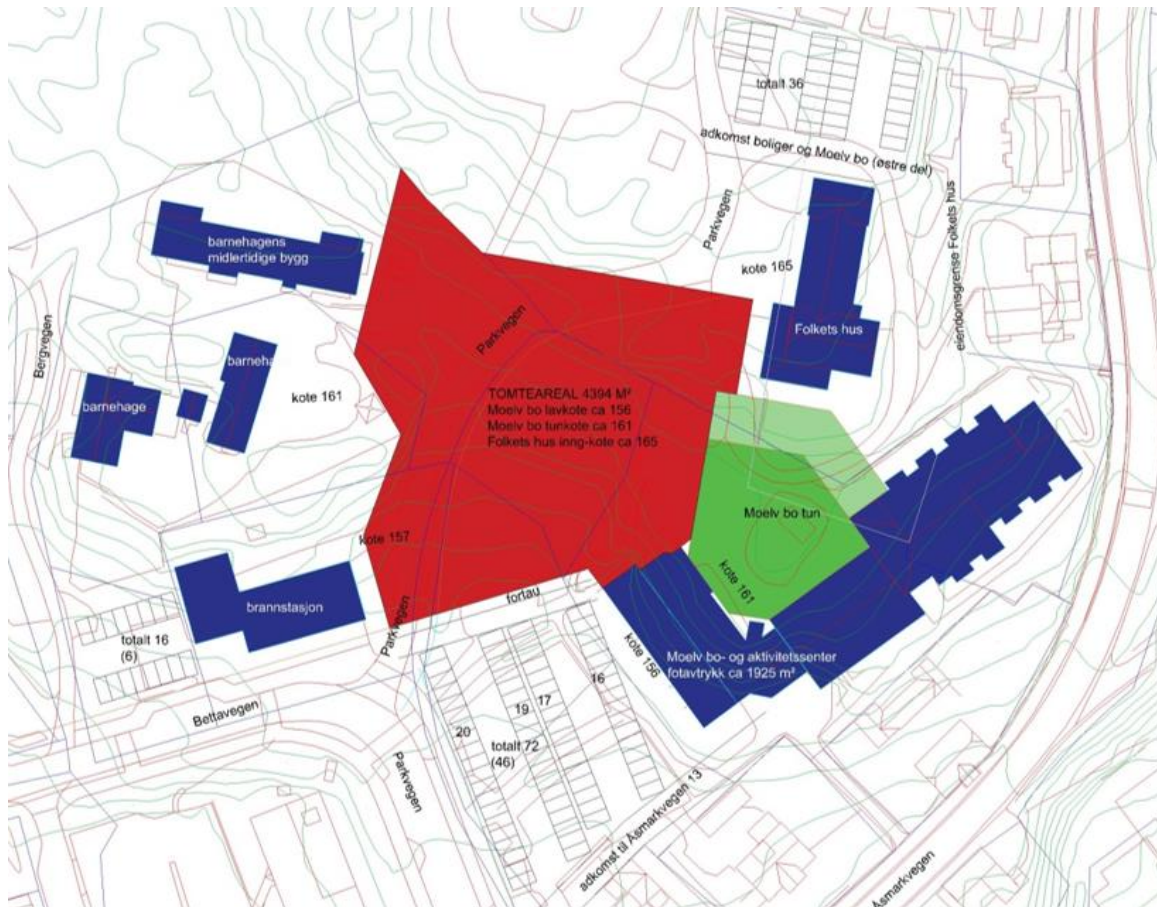 totalt 36
adkomst boliger og Moelv bo (østre del)
Parkvegen
eiendomsgrense Folkets hus
barnehagens
midlertidige bygg
kote 165
Folkets hus
Parkvegen
Bergvegen
barneha
barnehage
kote 161
TOMTEAREAL 4394 M²
Moelv bo lavkote ca 156
Moelv bo tunkote ca 161
Folkets hus inng-kote ca 165
Moelv bo tun
kote 157
kote 161
brannstasjon
fortau
Parkvegen
totalt 16
(6)
kote 156
Moelv bo- og aktivitetssenter
fotavtrykk ca 1925 m²
16
17
19
20
totalt 72
(46)
Bettavegen
Parkvegen
adkomst til Åsmarkvegen 13
Åsmarkvegen